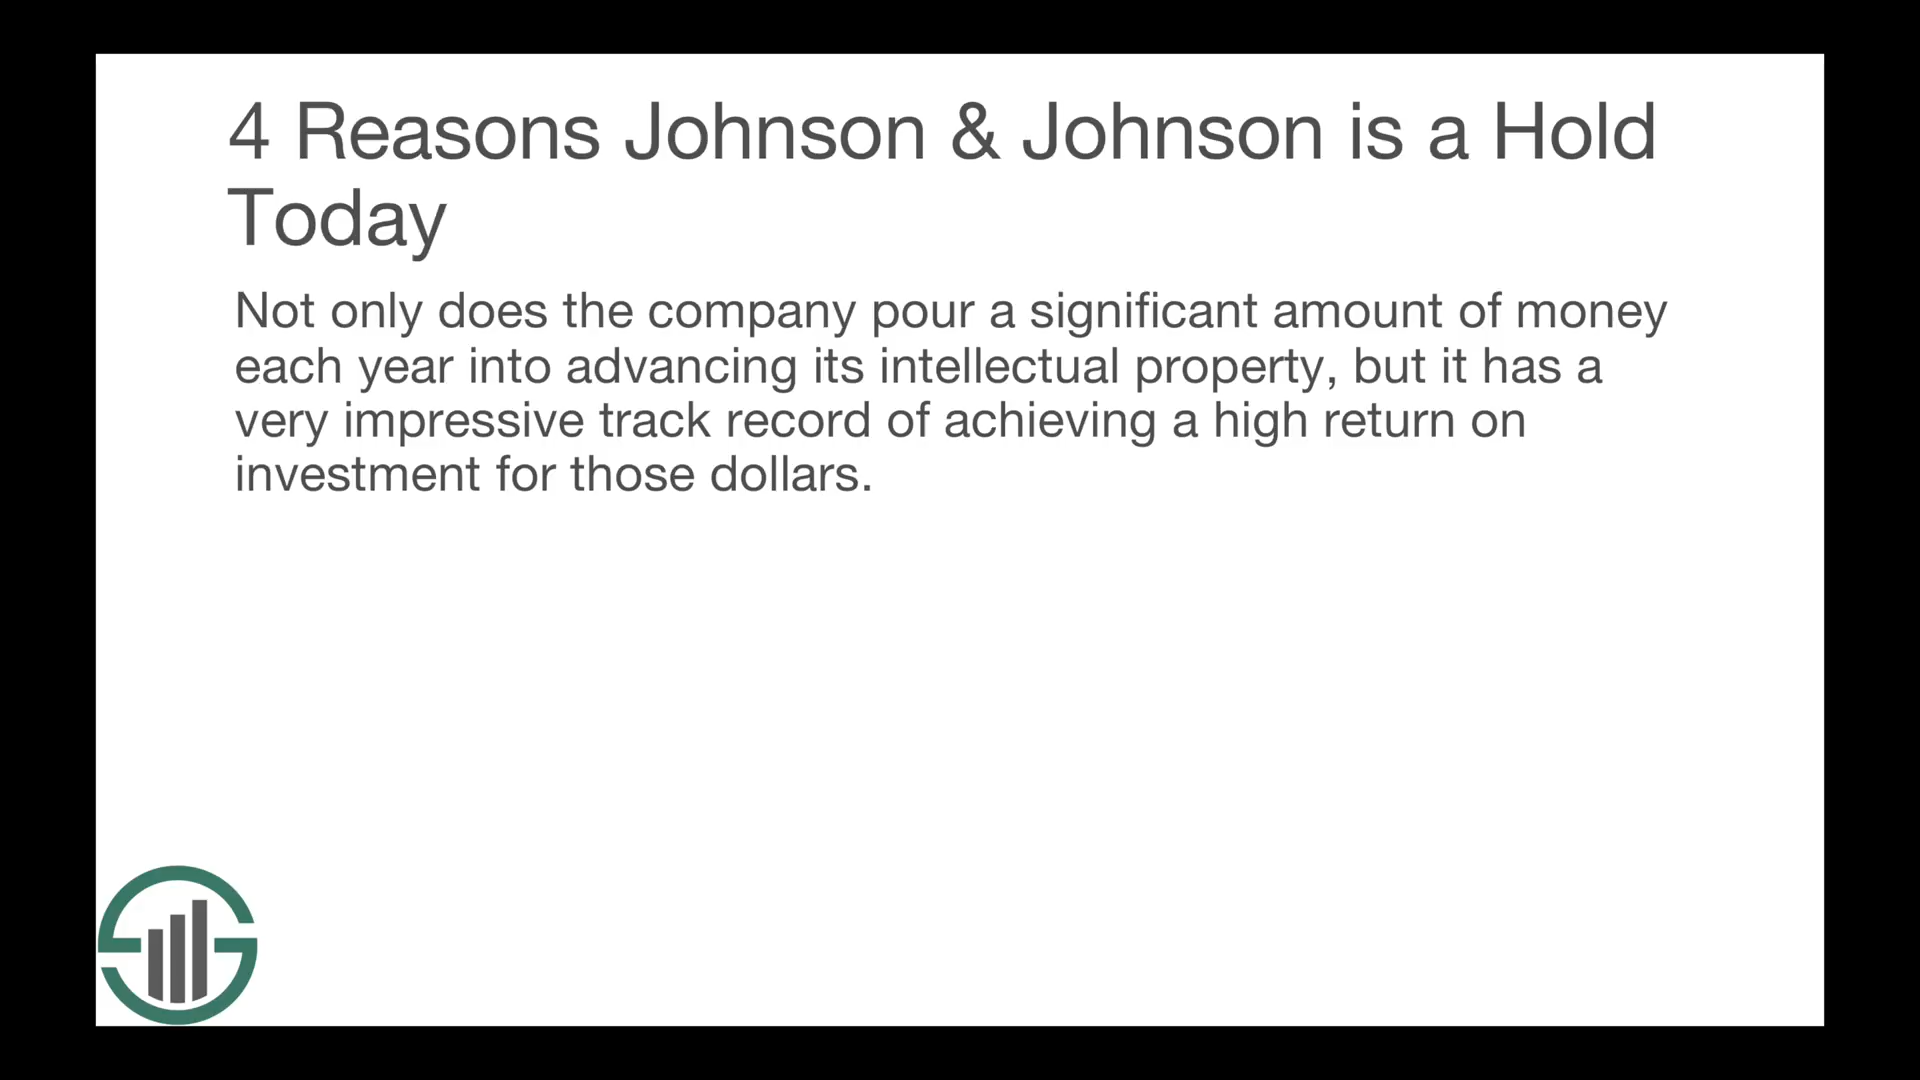 4 Reasons Johnson & Johnson is a Hold
Today
Not only does the company pour a significant amount of money
each year into advancing its intellectual property, but it has a
very impressive track record of achieving a high return on
investment for those dollars.